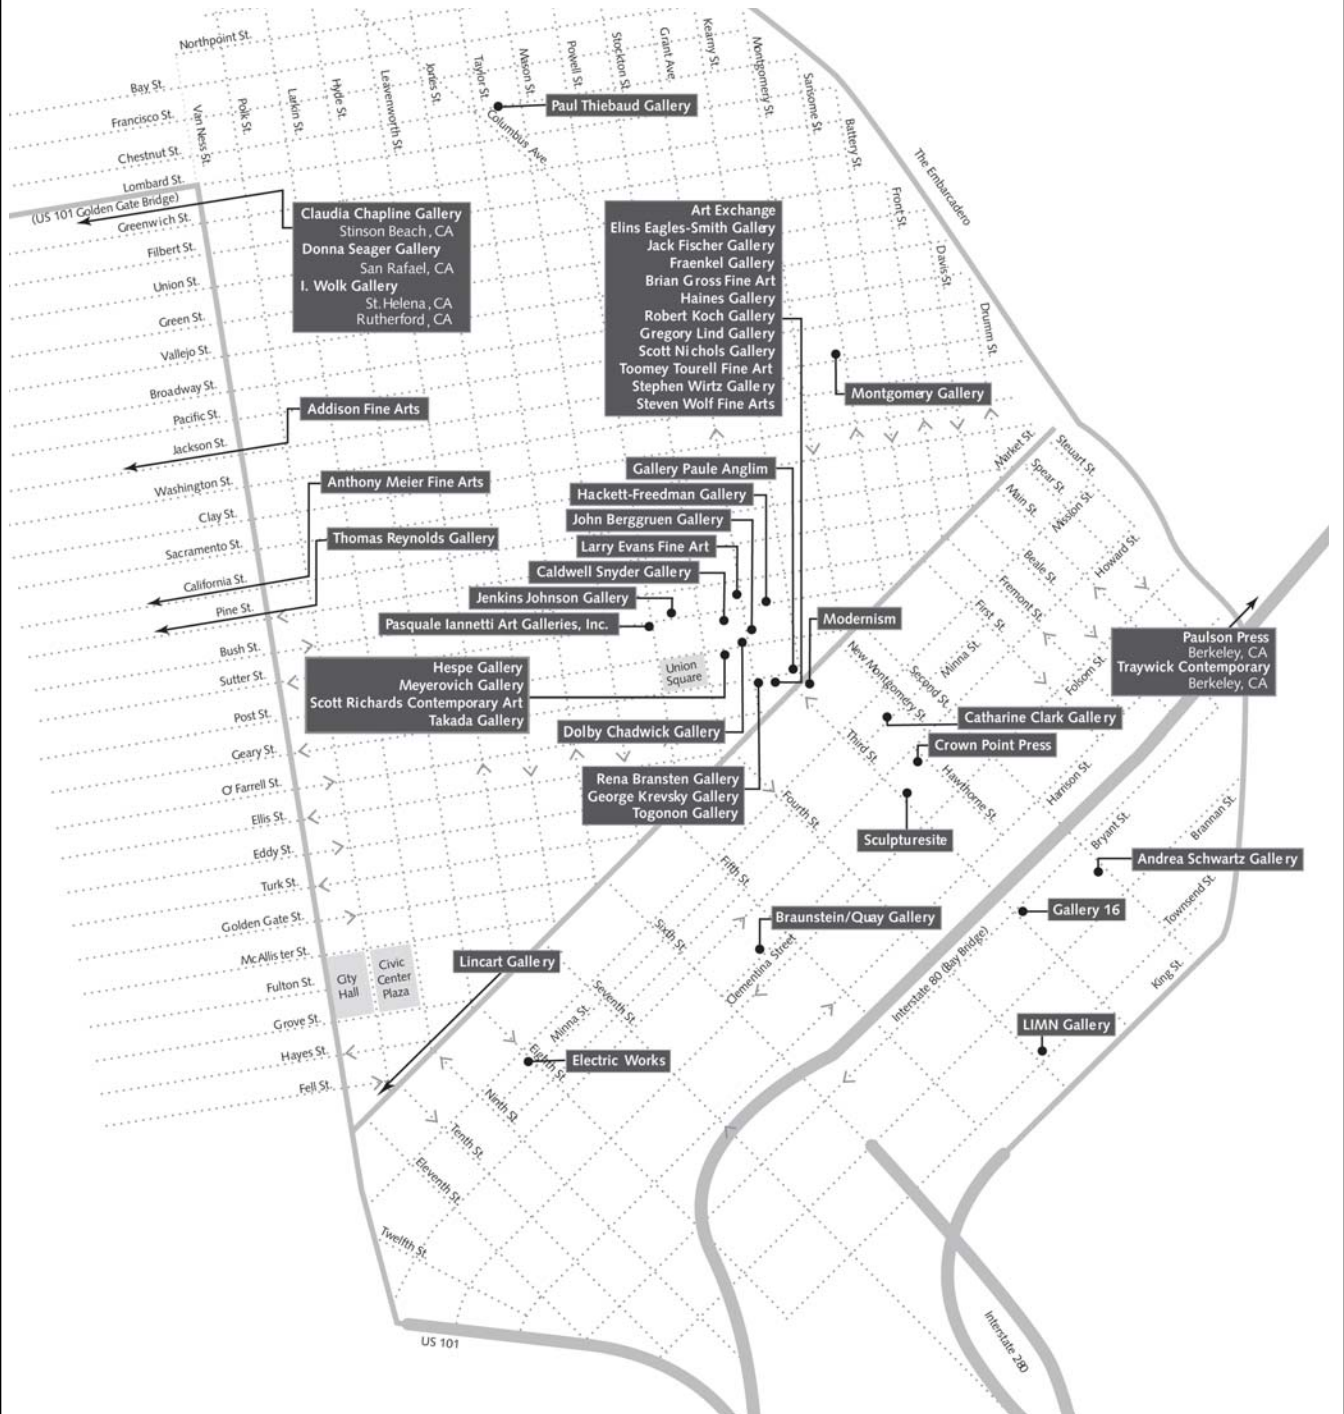 Northpoint St.
Bay St.
Francisco St.
Chestnut St.
Lombard St.
(US 101 Golden Gate Bridge)
Greenwich St.
Filbert St.
Union St.
Green St.
Vallejo St.
Broadway St.
Pacific St.
Jackson St.
Washington St.
Clay St.
Sacramento St.
California St.
Pine St.
Bush St.
Sutter St.
Post St.
Geary St.
O'Farrell St.
Ellis St.
Eddy St.
Turk St.
Golden Gate St.
McAllister St.
Fulton St.
Grove St.
Hayes St.
Fell St.
Van Ness St.
Polk St.
Larkin St.
Hyde St.
Leavenworth St.
Jones St.
Taylor St.
Mason St.
Powell St.
Stockton St.
Grant Ave.
Kearny St.
Montgomery St.
Sansome St.
Battery St.
Front St.
Davis St.
Drumm St.
Columbus Ave.
The Embarcadero
Paul Thiebaud Gallery
Claudia Chapline Gallery
Stinson Beach, CA
Donna Seager Gallery
San Rafael, CA
I. Wolk Gallery
St. Helena, CA
Rutherford, CA
Art Exchange
Elins Eagles-Smith Gallery
Jack Fischer Gallery
Fraenkel Gallery
Brian Gross Fine Art
Haines Gallery
Robert Koch Gallery
Gregory Lind Gallery
Scott Nichols Gallery
Toomey Tourell Fine Art
Stephen Wirtz Gallery
Steven Wolf Fine Arts
Montgomery Gallery
Addison Fine Arts
Anthony Meier Fine Arts
Thomas Reynolds Gallery
Gallery Paule Anglim
Hackett-Freedman Gallery
John Berggruen Gallery
Larry Evans Fine Art
Caldwell Snyder Gallery
Jenkins Johnson Gallery
Pasquale Iannetti Art Galleries, Inc.
Modernism
Hespe Gallery
Meyerovich Gallery
Scott Richards Contemporary Art
Takada Gallery
Union
Square
Dolby Chadwick Gallery
Rena Bransten Gallery
George Krevsky Gallery
Togonon Gallery
Market St.
Steuart St.
Spear St.
Main St.
Mission St.
Beale St.
Howard St.
Fremont St.
First St.
Minna St.
Folsom St.
Second St.
New Montgomery St.
Third St.
Hawthorne St.
Harrison St.
Fourth St.
Bryant St.
Brannan St.
Townsend St.
Fifth St.
Sixth St.
Clementina Street
Interstate 80 (Bay Bridge)
King St.
Seventh St.
Minna St.
Eighth St.
Ninth St.
Tenth St.
Eleventh St.
Twelfth St.
Paulson Press
Berkeley, CA
Traywick Contemporary
Berkeley, CA
Catharine Clark Gallery
Crown Point Press
Sculpturesite
Andrea Schwartz Gallery
Gallery 16
Braunstein/Quay Gallery
LIMN Gallery
Lincart Gallery
City
Hall
Civic
Center
Plaza
Electric Works
US 101
Interstate 280